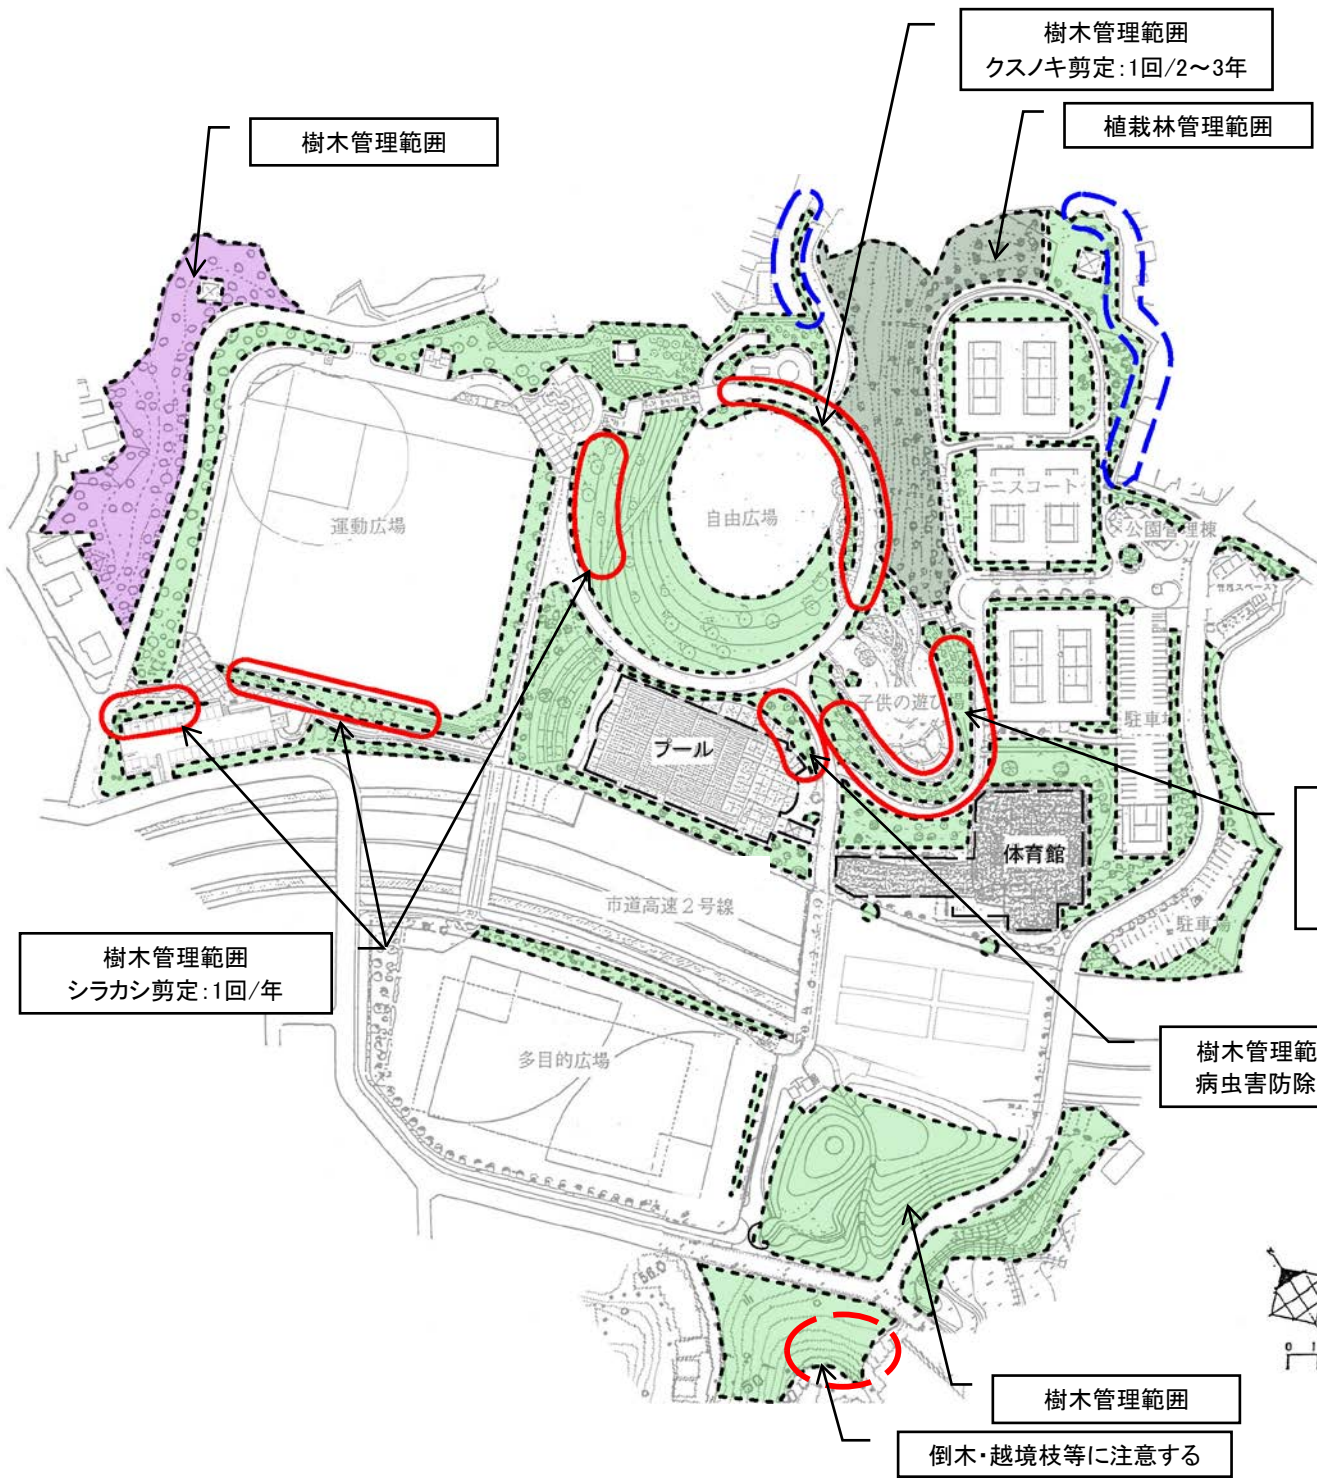 樹木管理範囲
クスノキ剪定：1回/2～3年
植栽林管理範囲
樹木管理範囲
運動広場
自由広場
テニスコート
公園管理棟
子供の遊び場
駐車場
プール
体育館
市道高速２号線
駐車場
樹木管理範囲
シラカシ剪定：1回/年
多目的広場
樹木管理範
病虫害防除
56.0
50
樹木管理範囲
倒木・越境枝等に注意する